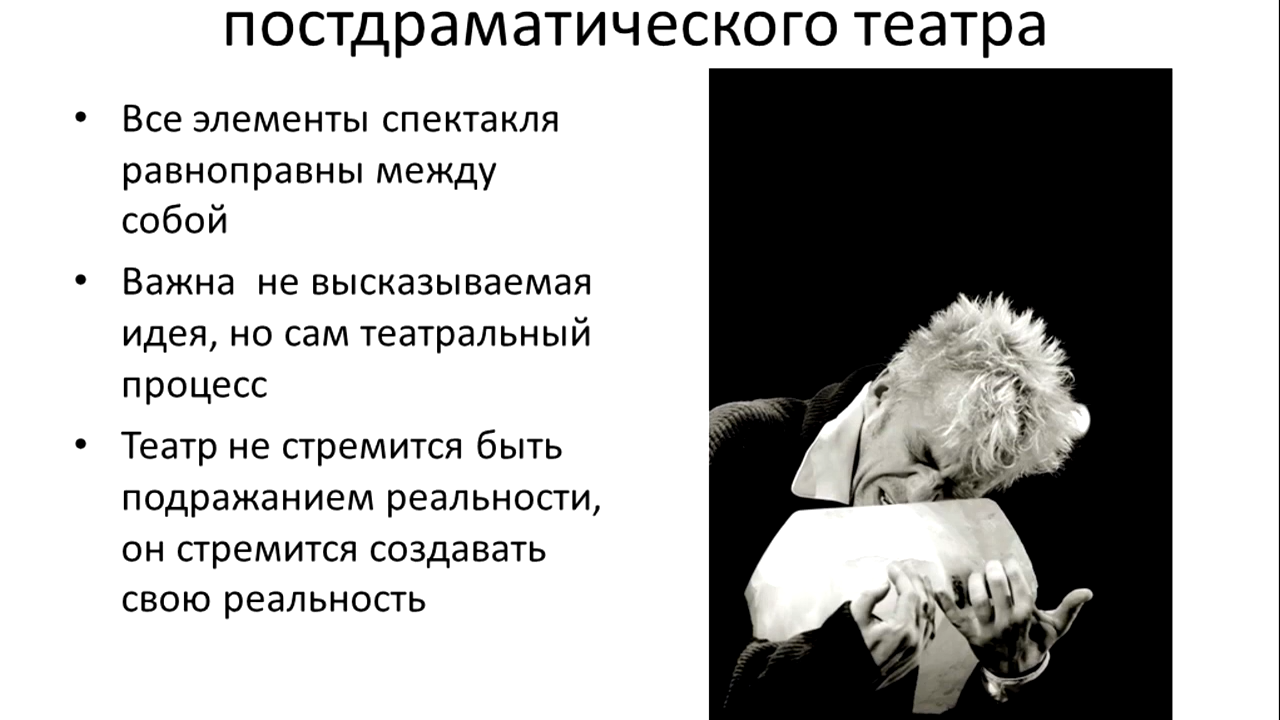 постдраматического театра
• Все элементы спектакля
равноправны между
собой
• Важна  не высказываемая
идея, но сам театральный
процесс
• Театр не стремится быть
подражанием реальности,
он стремится создавать
свою реальность